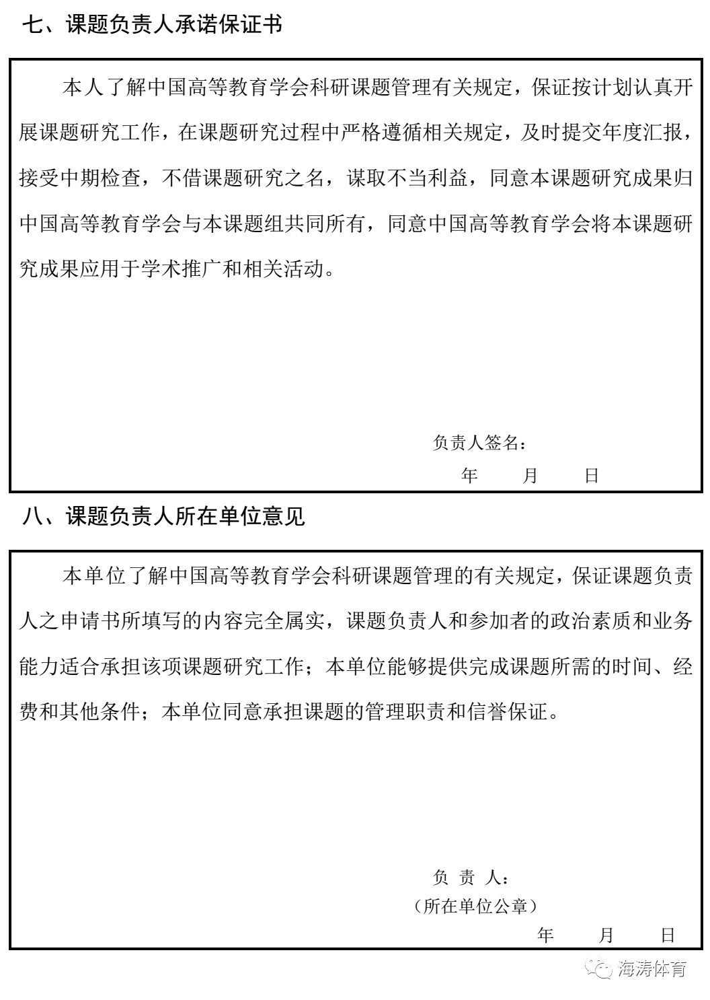 七、课题负责人承诺保证书
本人了解中国高等教育学会科研课题管理有关规定，保证按计划认真开
展课题研究工作，在课题研究过程中严格遵循相关规定，及时提交年度汇报，
接受中期检查，不借课题研究之名，谋取不当利益，同意本课题研究成果归
中国高等教育学会与本课题组共同所有，同意中国高等教育学会将本课题研
究成果应用于学术推广和相关活动。
负责人签名：
年 月 日
八、课题负责人所在单位意见
本单位了解中国高等教育学会科研课题管理的有关规定，保证课题负责
人之申请书所填写的内容完全属实，课题负责人和参加者的政治素质和业务
能力适合承担该项课题研究工作；本单位能够提供完成课题所需的时间、经
费和其他条件；本单位同意承担课题的管理职责和信誉保证。
负 责 人：
（所在单位公章）
年 月 日
海涛体育